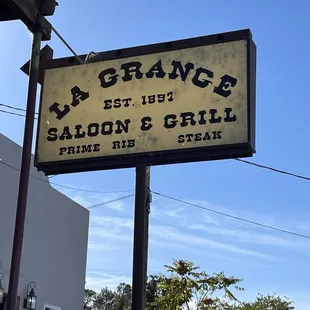 LA GRANGE
EST. 1897
SALOON & GRILL
PRIME RIB STEAK